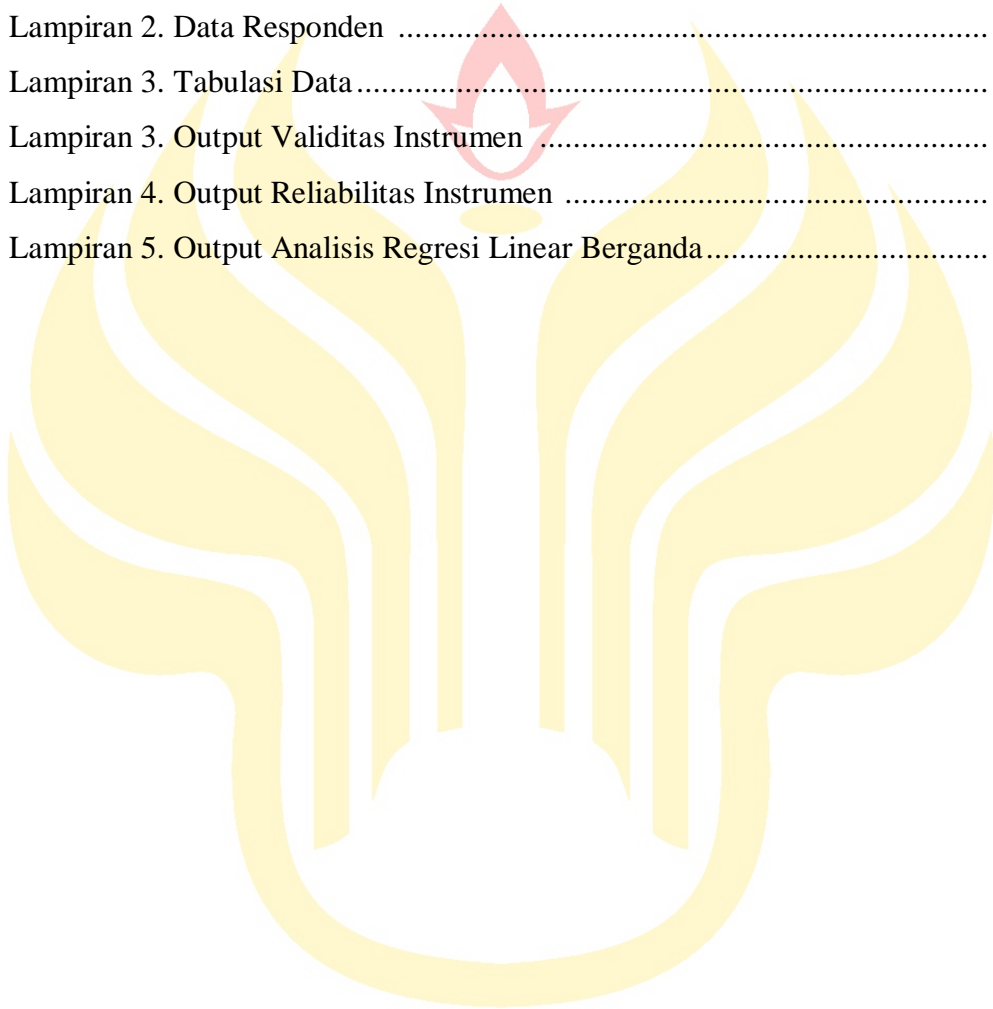 Lampiran 2. Data Responden .......................................................................
Lampiran 3. Tabulasi Data............................................................................
Lampiran 3. Output Validitas Instrumen ......................................................
Lampiran 4. Output Reliabilitas Instrumen ...................................................
Lampiran 5. Output Analisis Regresi Linear Berganda..................................